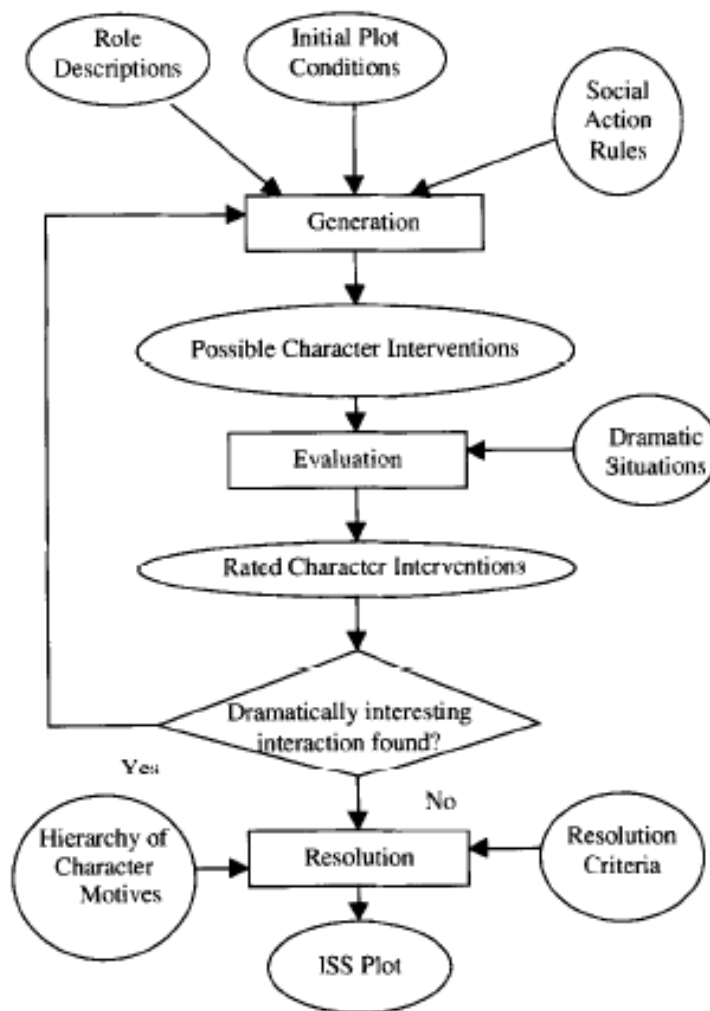 Role
Descriptions
Initial Plot
Conditions
Social
Action
Rules
Generation
Possible Character Interventions
Evaluation
Dramatic
Situations
Rated Character Interventions
Dramatically interesting
interaction found?
Yes
No
Hierarchy of
Character
Motives
Resolution
Resolution
Criteria
ISS Plot